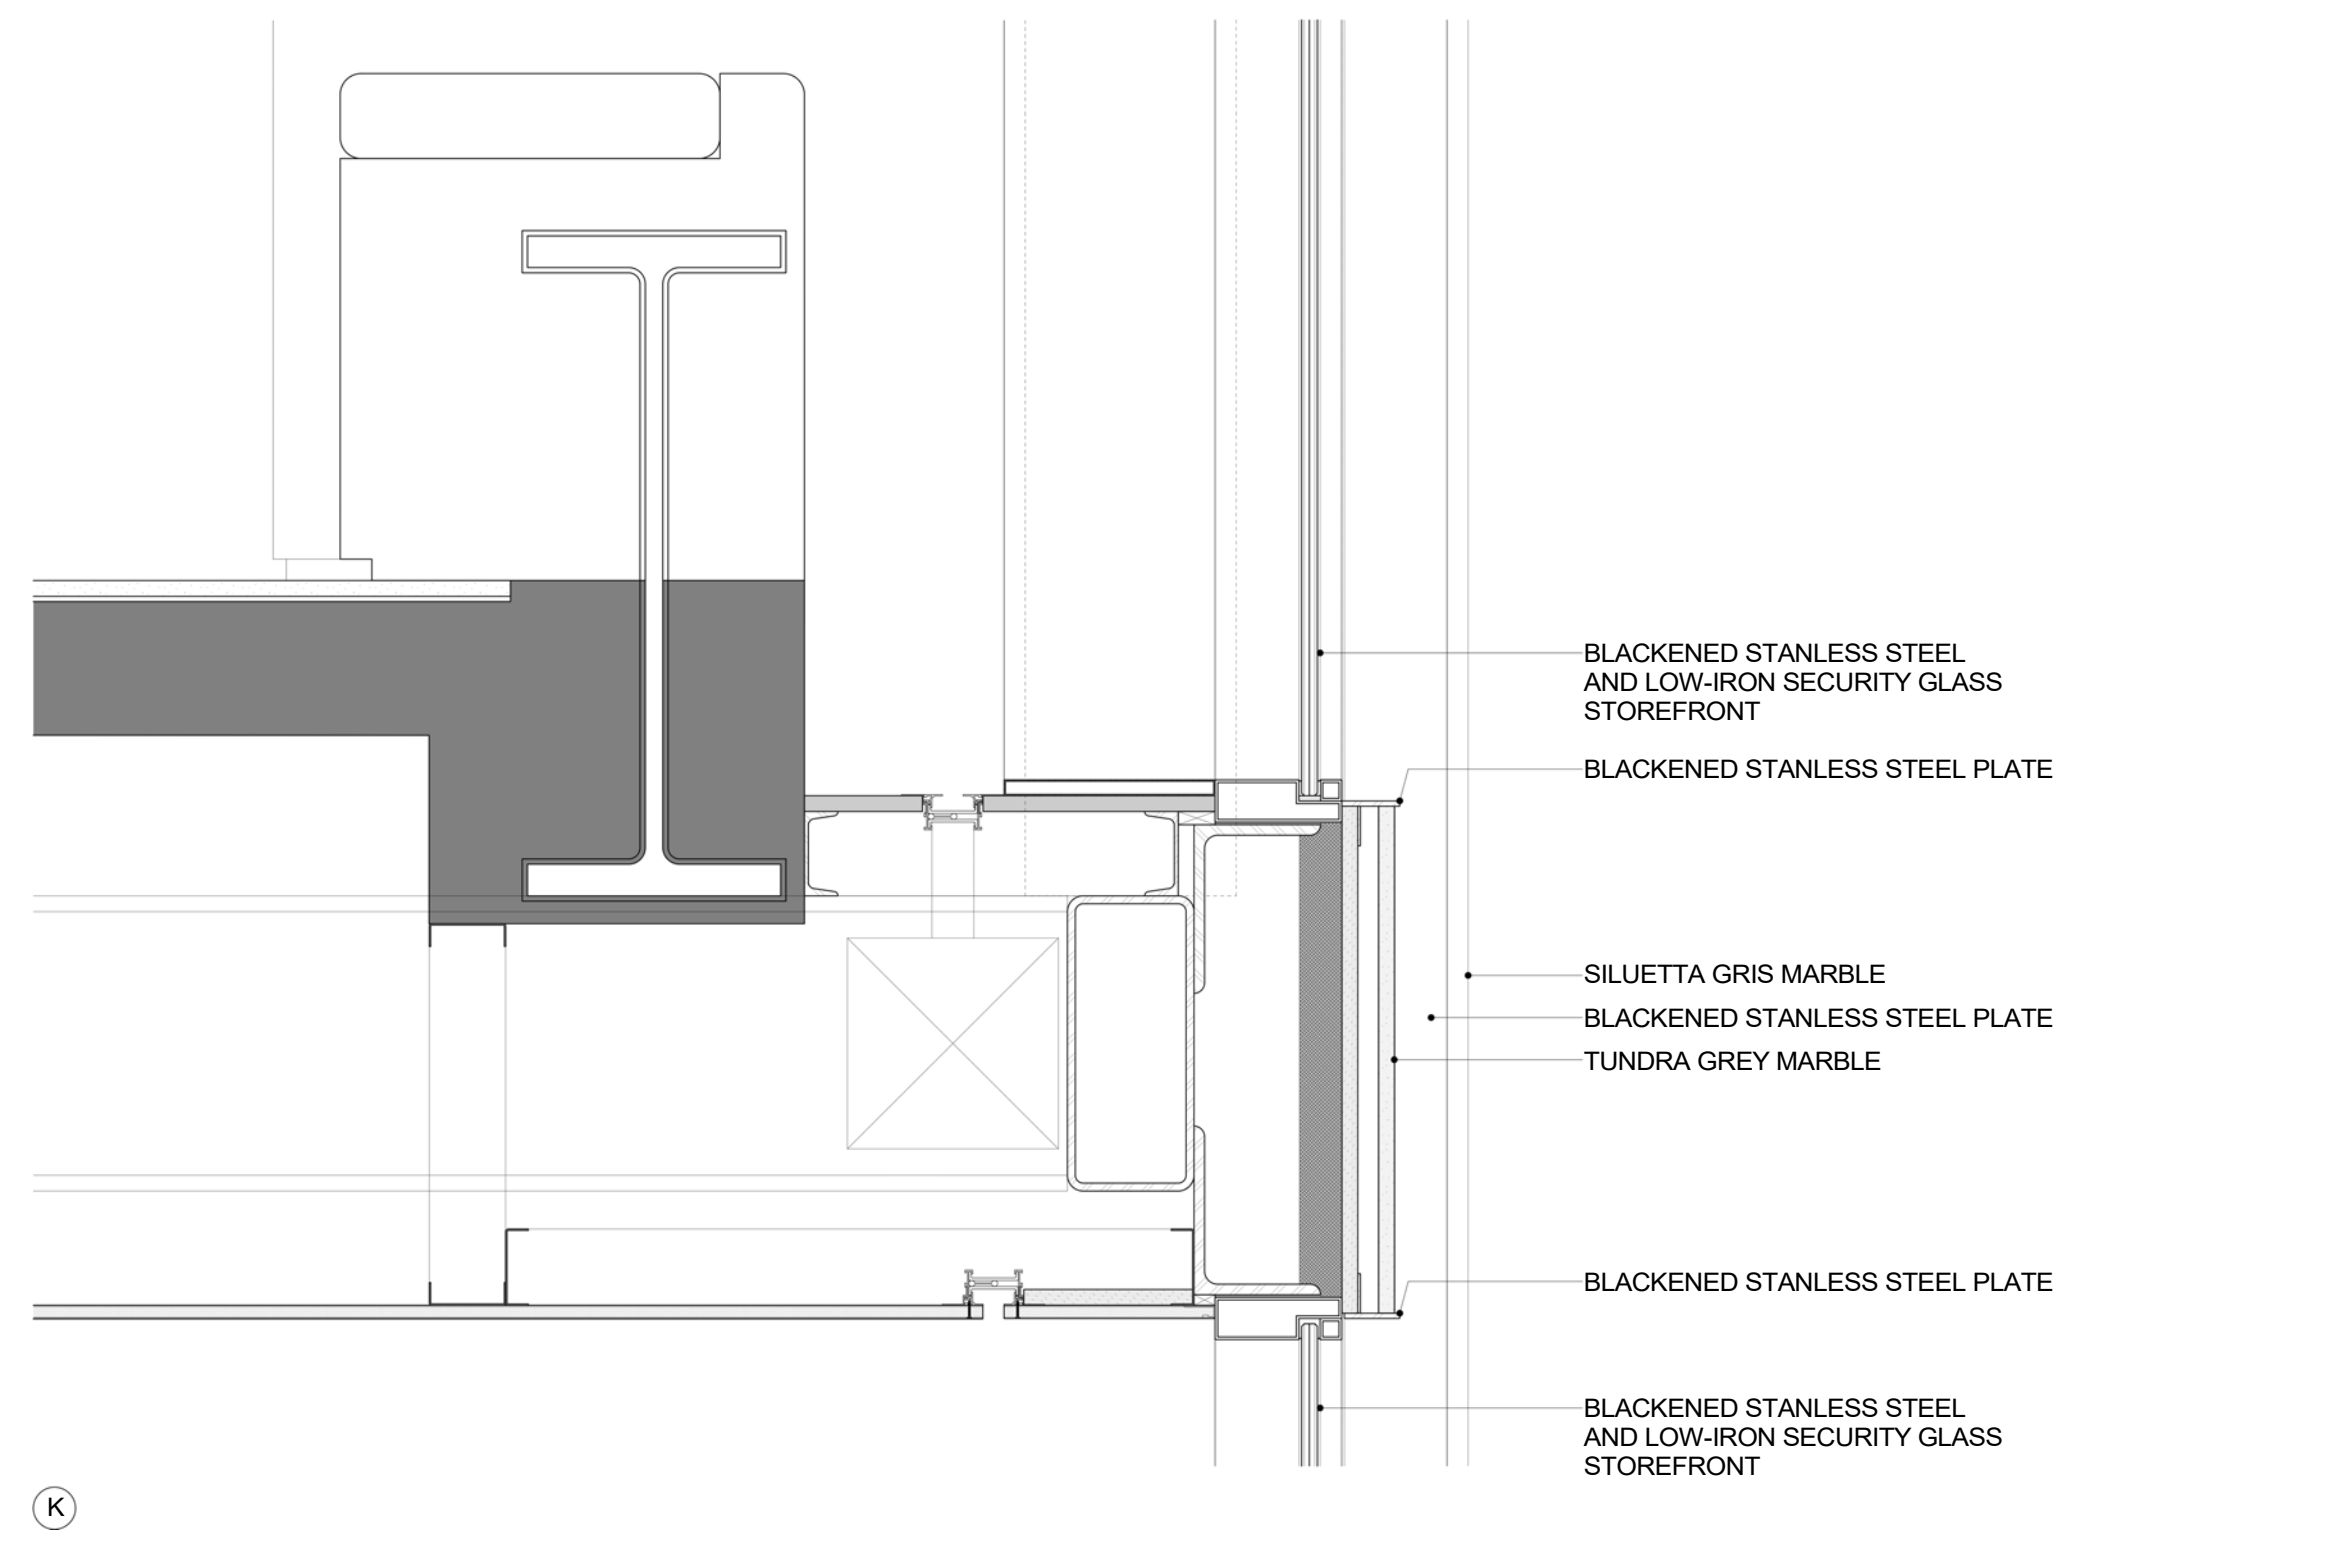 BLACKENED STANLESS STEEL
AND LOW-IRON SECURITY GLASS
STOREFRONT
BLACKENED STANLESS STEEL PLATE
SILUETTA GRIS MARBLE
BLACKENED STANLESS STEEL PLATE
TUNDRA GREY MARBLE
BLACKENED STANLESS STEEL PLATE
BLACKENED STANLESS STEEL
AND LOW-IRON SECURITY GLASS
STOREFRONT
K